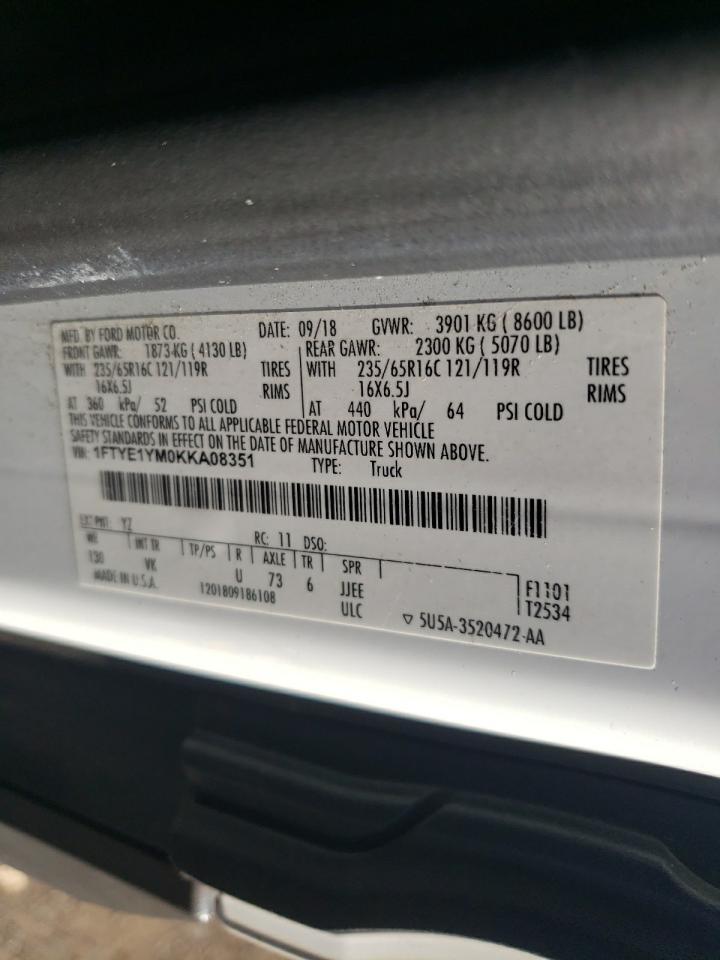 MFD. BY FORD MOTOR CO. DATE: 09/18 GVWR: 3901 KG ( 8600 LB)
FRONT GAWR: 1873 KG ( 4130 LB) REAR GAWR: 2300 KG ( 5070 LB)
WITH 235/65R16C 121/119R TIRES WITH 235/65R16C 121/119R TIRES
16X6.5J RIMS 16X6.5J RIMS
AT 360 kPa/ 52 PSI COLD AT 440 kPa/ 64 PSI COLD
THIS VEHICLE CONFORMS TO ALL APPLICABLE FEDERAL MOTOR VEHICLE
SAFETY STANDARDS IN EFFECT ON THE DATE OF MANUFACTURE SHOWN ABOVE.
VIN: 1FTYE1YM0KKA08351 TYPE: Truck
EXT PNT: YZ RC: 11 DSO:
WB INT TR TP/PS R AXLE TR SPR F1101
130 VK U 73 6 JJEE T2534
MADE IN U.S.A. 1201809186108 ULC ▽ 5U5A-3520472-AA